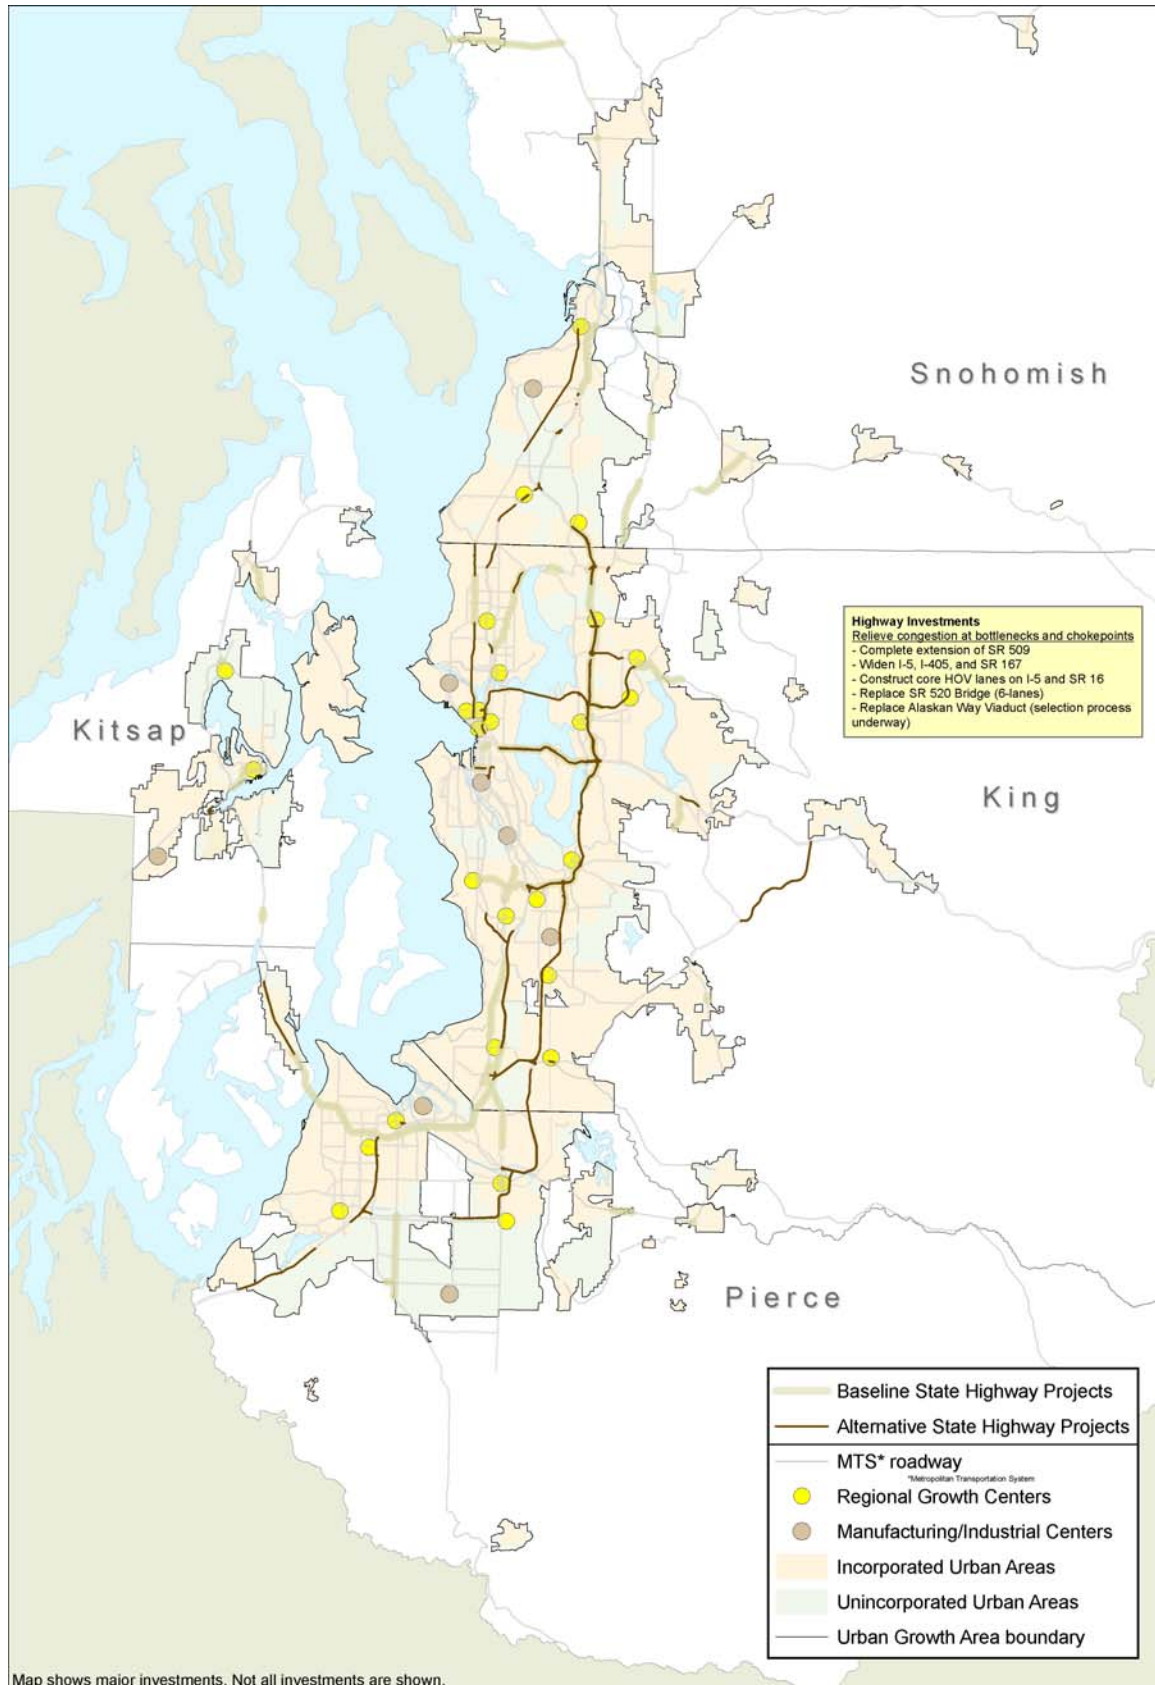 Snohomish
Highway Investments
Relieve congestion at bottlenecks and chokepoints
- Complete extension of SR 509
- Widen I-5, I-405, and SR 167
- Construct core HOV lanes on I-5 and SR 16
- Replace SR 520 Bridge (6-lanes)
- Replace Alaskan Way Viaduct (selection process
underway)
Kitsap
King
Pierce
Baseline State Highway Projects
Alternative State Highway Projects
MTS* roadway
*Metropolitan Transportation System
Regional Growth Centers
Manufacturing/Industrial Centers
Incorporated Urban Areas
Unincorporated Urban Areas
Urban Growth Area boundary
Map shows major investments. Not all investments are shown.